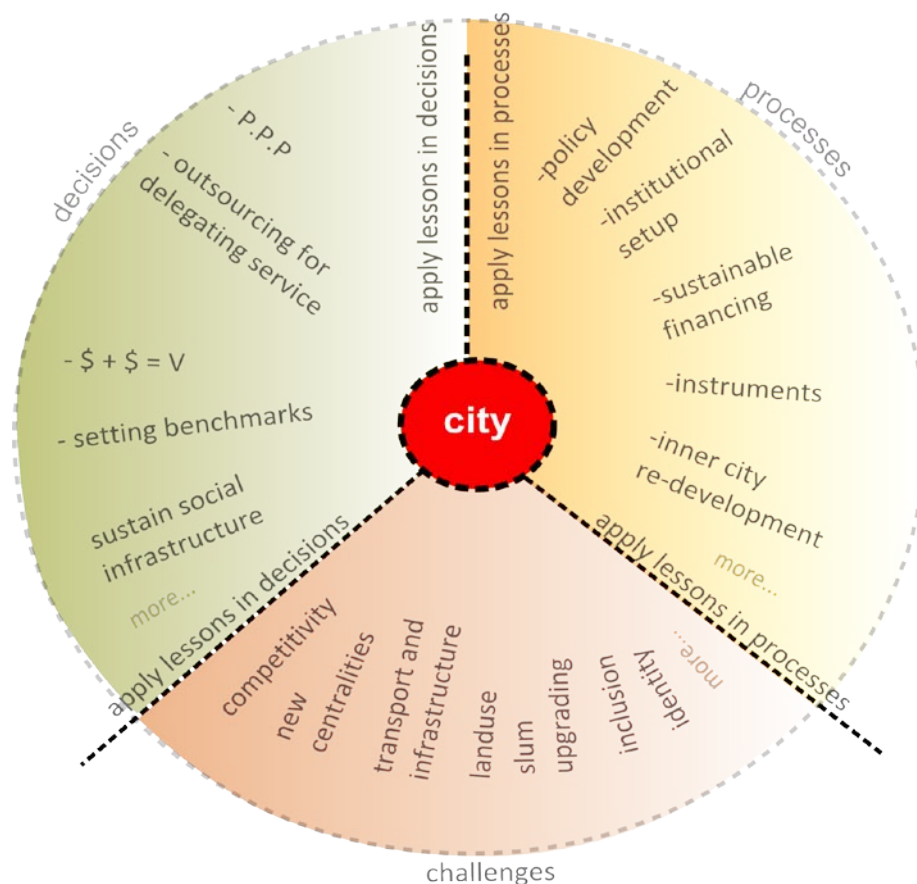 decisions
- P.P.P
- outsourcing for
delegating service
- $ + $ = V
- setting benchmarks
sustain social
infrastructure
more...
apply lessons in decisions
apply lessons in decisions
apply lessons in processes
processes
-policy
development
-institutional
setup
-sustainable
financing
-instruments
-inner city
re-development
more...
apply lessons in processes
city
competitivity
new
centralities
transport and
infrastructure
landuse
slum
upgrading
inclusion
identity
more...
challenges